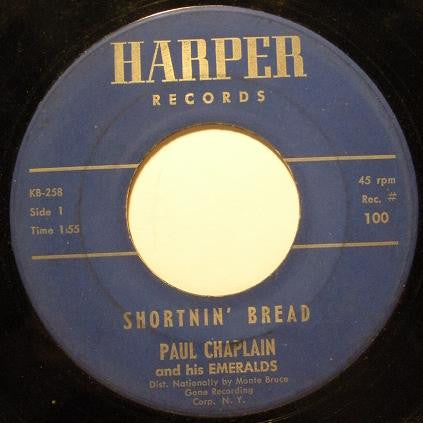 HARPER
RECORDS
KB-258
Side 1
Time 1:55
45 rpm
Rec. #
100
SHORTNIN' BREAD
PAUL CHAPLAIN
and his EMERALDS
Dist. Nationally by Monte Bruce
Gone Recording
Corp. N. Y.